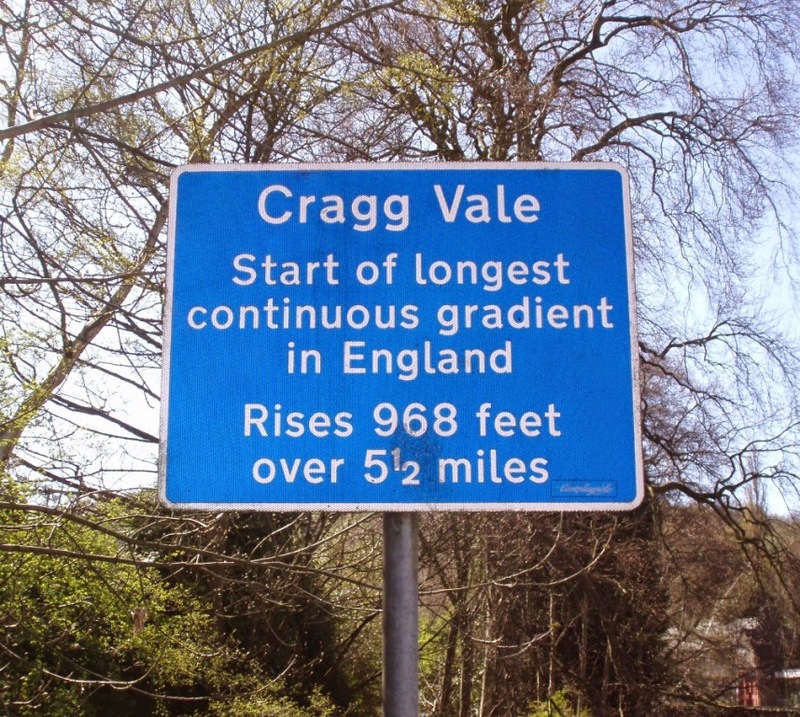 Cragg Vale
Start of longest
continuous gradient
in England
Rises 968 feet
over 5½ miles